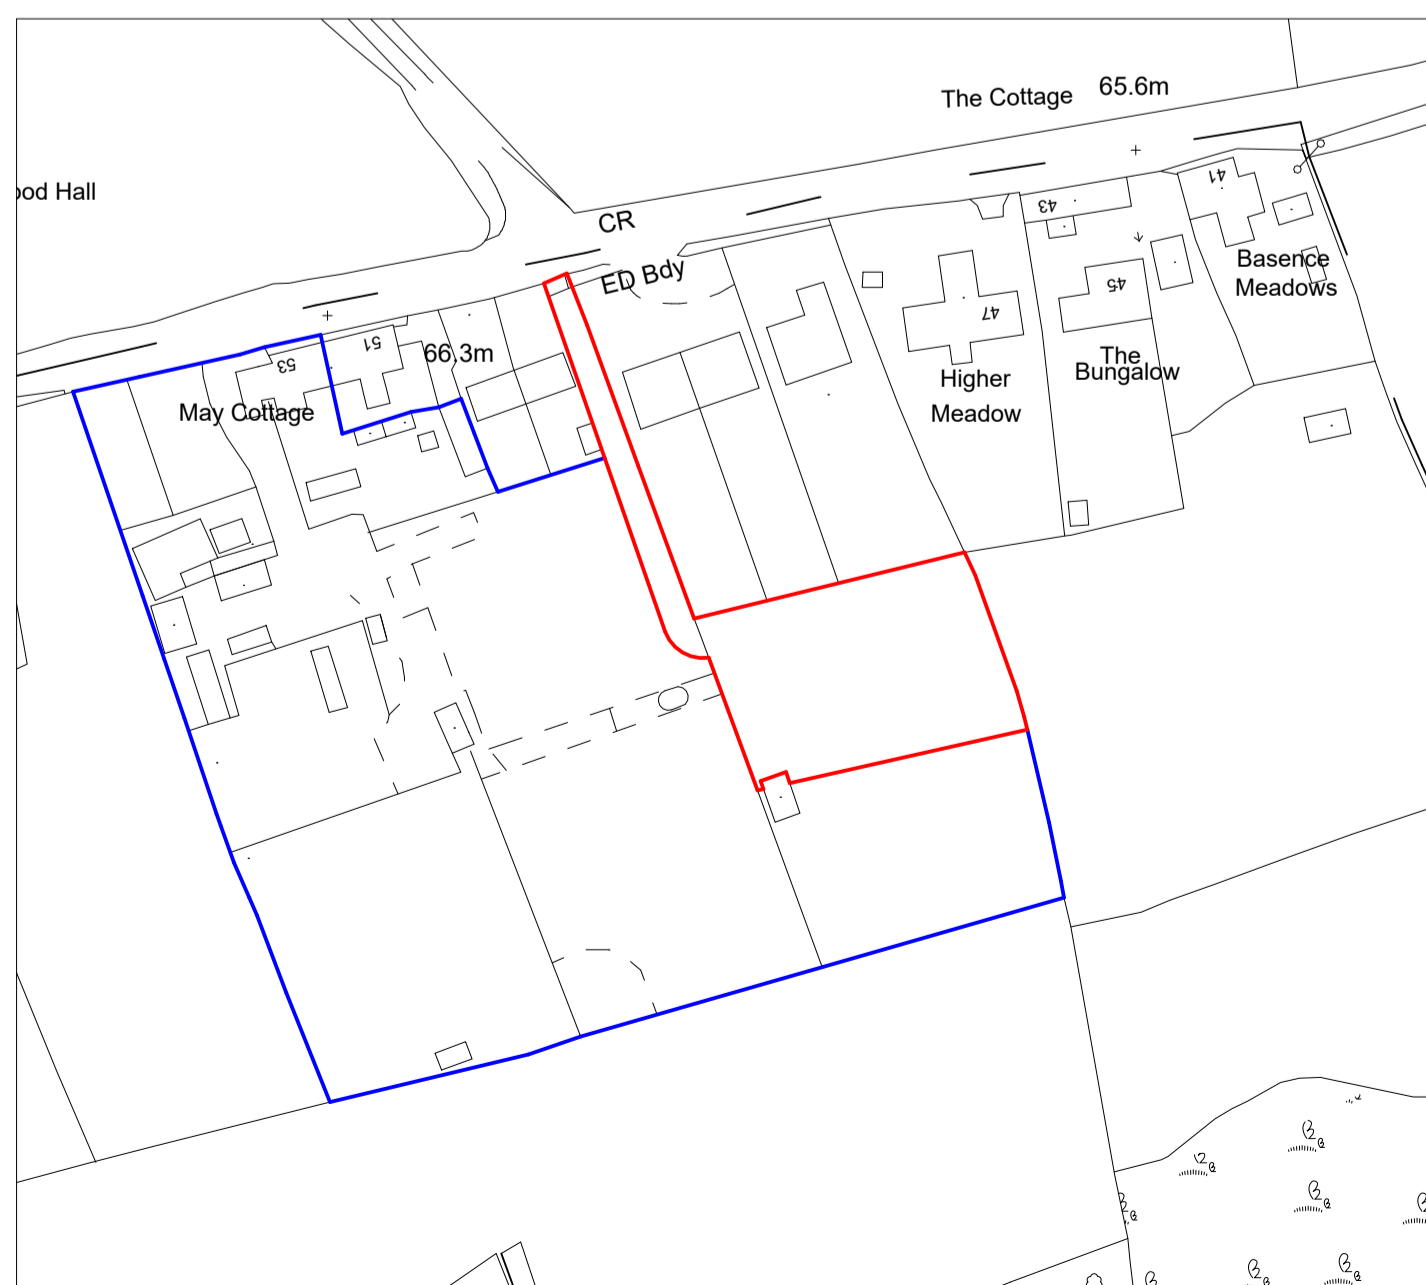 The Cottage 65.6m
ood Hall
CR
ED Bdy
41
43
45
47
51
53
66.3m
May Cottage
Higher
Meadow
The
Bungalow
Basence
Meadows